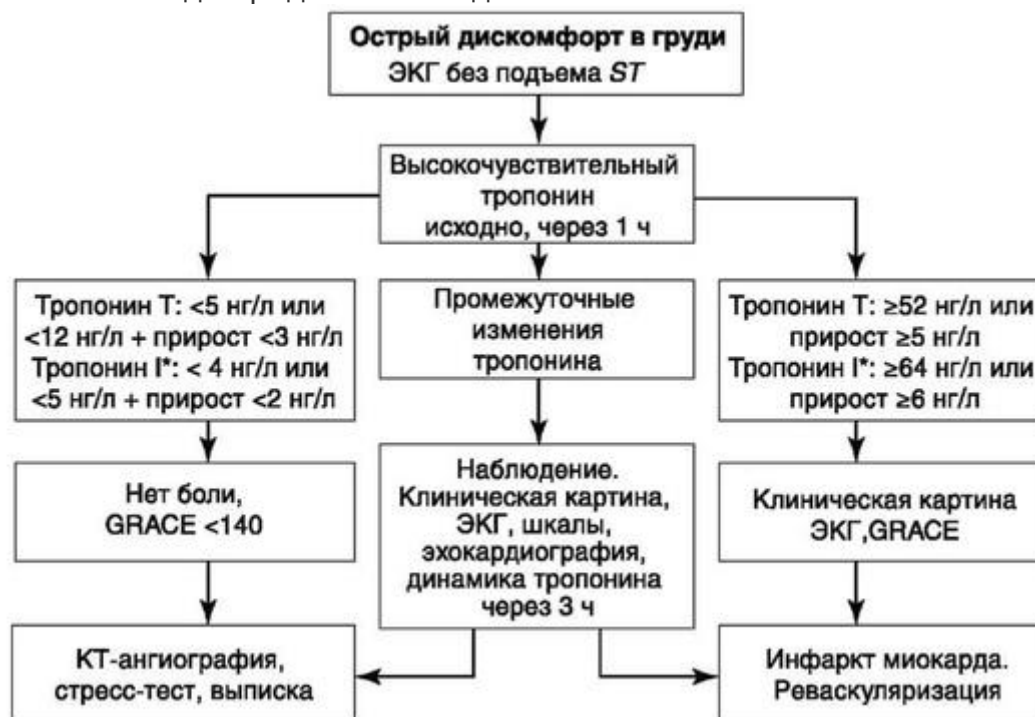 Острый дискомфорт в груди
ЭКГ без подъема ST
Высокочувствительный
тропонин
исходно, через 1 ч
Тропонин Т: <5 нг/л или
<12 нг/л + прирост <3 нг/л
Тропонин I*: < 4 нг/л или
<5 нг/л + прирост <2 нг/л
Промежуточные
изменения
тропонина
Тропонин Т: ≥52 нг/л или
прирост ≥5 нг/л
Тропонин I*: ≥64 нг/л или
прирост ≥6 нг/л
Нет боли,
GRACE <140
Наблюдение.
Клиническая картина,
ЭКГ, шкалы,
эхокардиография,
динамика тропонина
через 3 ч
Клиническая картина
ЭКГ,GRACE
КТ-ангиография,
стресс-тест, выписка
Инфаркт миокарда.
Реваскуляризация